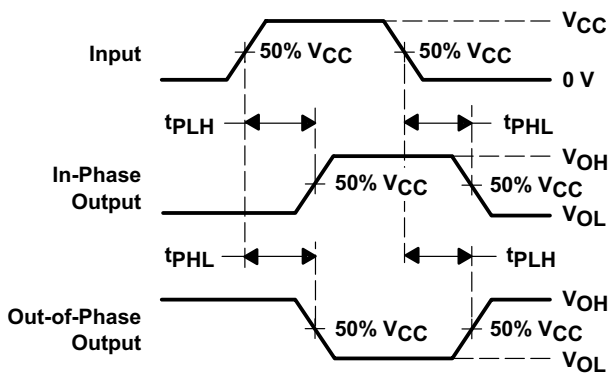 VCC
Input
50% VCC
50% VCC
0 V
tPLH
tPHL
In-Phase
Output
VOH
50% VCC
50% VCC
VOL
tPHL
tPLH
Out-of-Phase
Output
VOH
50% VCC
50% VCC
VOL